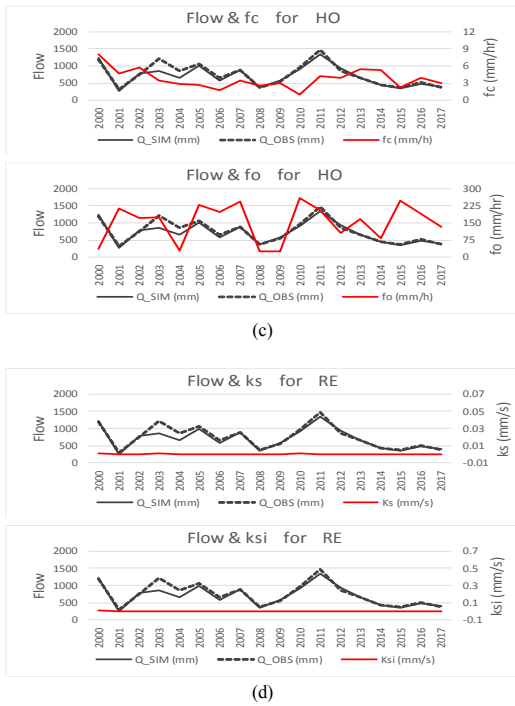 Flow & fc for HO
2000
1500
1000
500
0
Flow
12
9
6
3
0
fc (mm/hr)
2000 2001 2002 2003 2004 2005 2006 2007 2008 2009 2010 2011 2012 2013 2014 2015 2016 2017
Q_SIM (mm) Q_OBS (mm) fc (mm/h)
Flow & fo for HO
2000
1500
1000
500
0
Flow
300
225
150
75
0
fo (mm/hr)
2000 2001 2002 2003 2004 2005 2006 2007 2008 2009 2010 2011 2012 2013 2014 2015 2016 2017
Q_SIM (mm) Q_OBS (mm) fo (mm/h)
(c)
Flow & ks for RE
2000
1500
1000
500
0
Flow
0.07
0.05
0.03
0.01
-0.01
ks (mm/s)
2000 2001 2002 2003 2004 2005 2006 2007 2008 2009 2010 2011 2012 2013 2014 2015 2016 2017
Q_SIM (mm) Q_OBS (mm) Ks (mm/s)
Flow & ksi for RE
2000
1500
1000
500
0
Flow
0.7
0.5
0.3
0.1
-0.1
ksi (mm/s)
2000 2001 2002 2003 2004 2005 2006 2007 2008 2009 2010 2011 2012 2013 2014 2015 2016 2017
Q_SIM (mm) Q_OBS (mm) Ksi (mm/s)
(d)